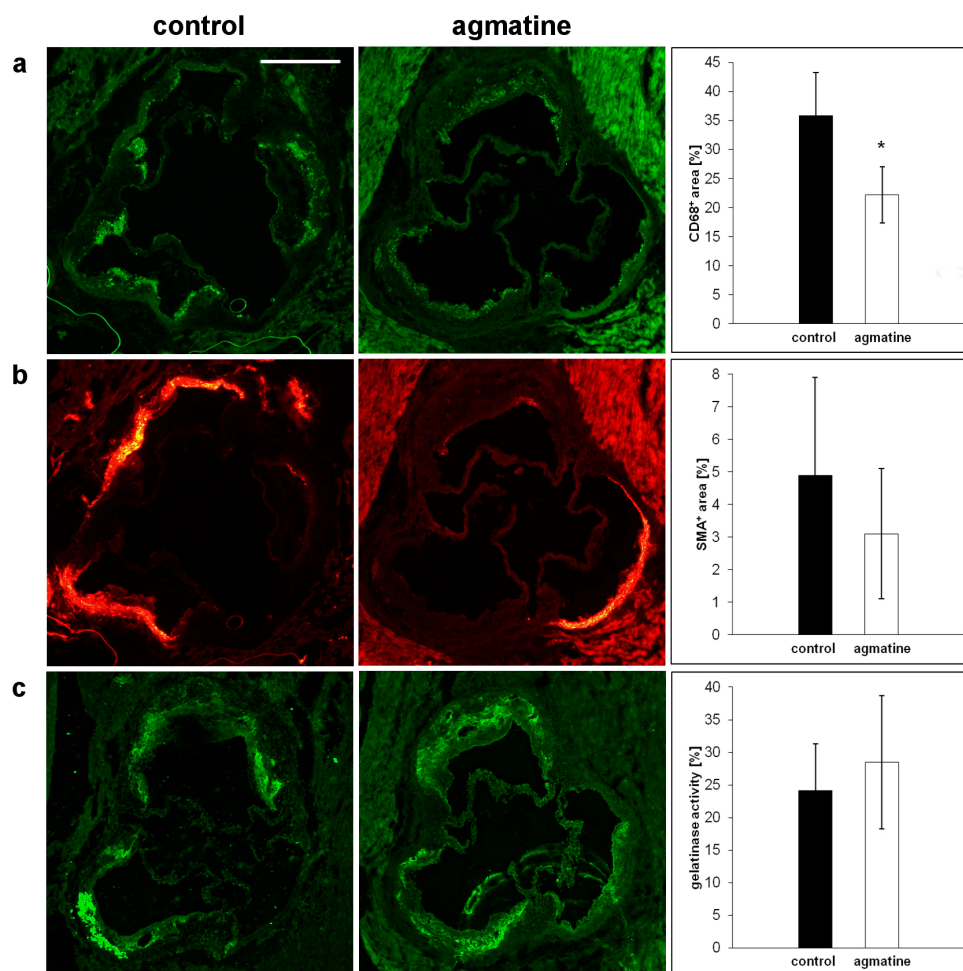 control agmatine
a
CD68⁺ area [%]
45
40
35
30
25
20
15
10
5
0
*
control agmatine
b
SMA⁺ area [%]
8
7
6
5
4
3
2
1
0
control agmatine
c
gelatinase activity [%]
40
35
30
25
20
15
10
5
0
control agmatine